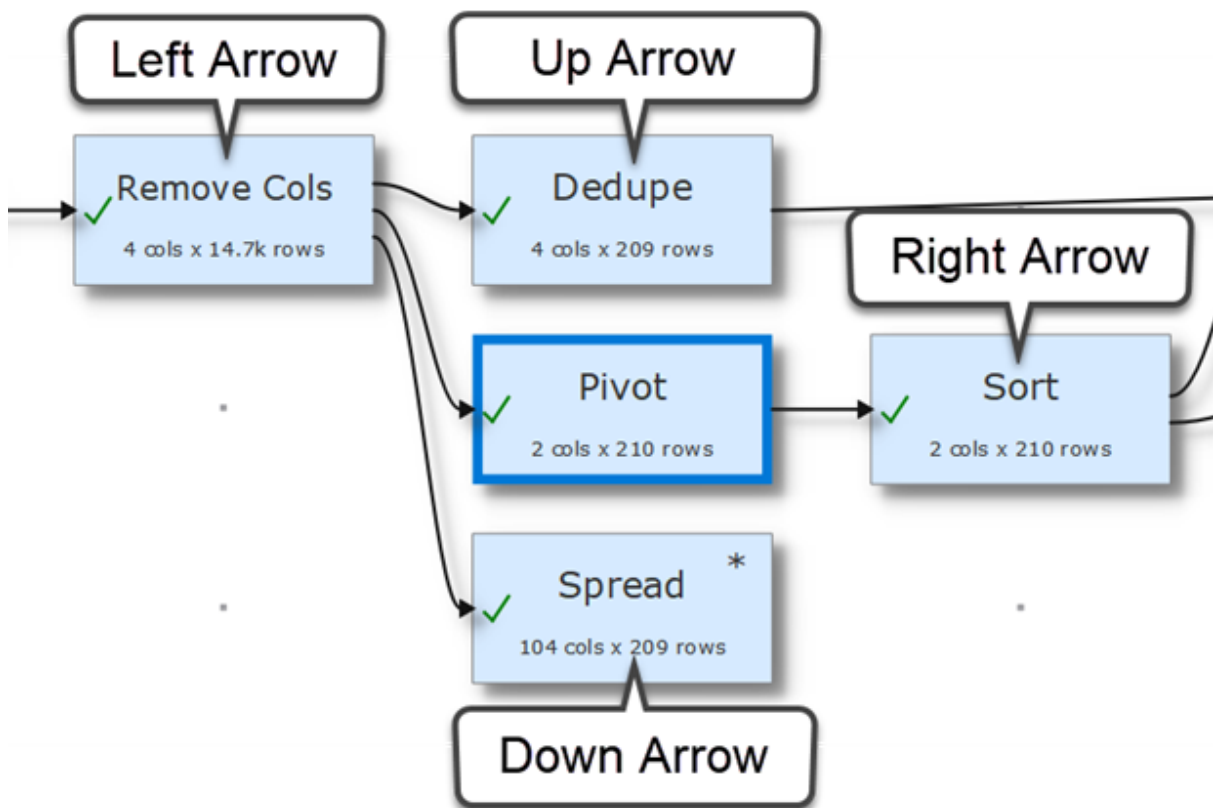 Left Arrow
Up Arrow
Remove Cols
4 cols x 14.7k rows
Dedupe
4 cols x 209 rows
Right Arrow
Pivot
2 cols x 210 rows
Sort
2 cols x 210 rows
Spread
*
104 cols x 209 rows
Down Arrow